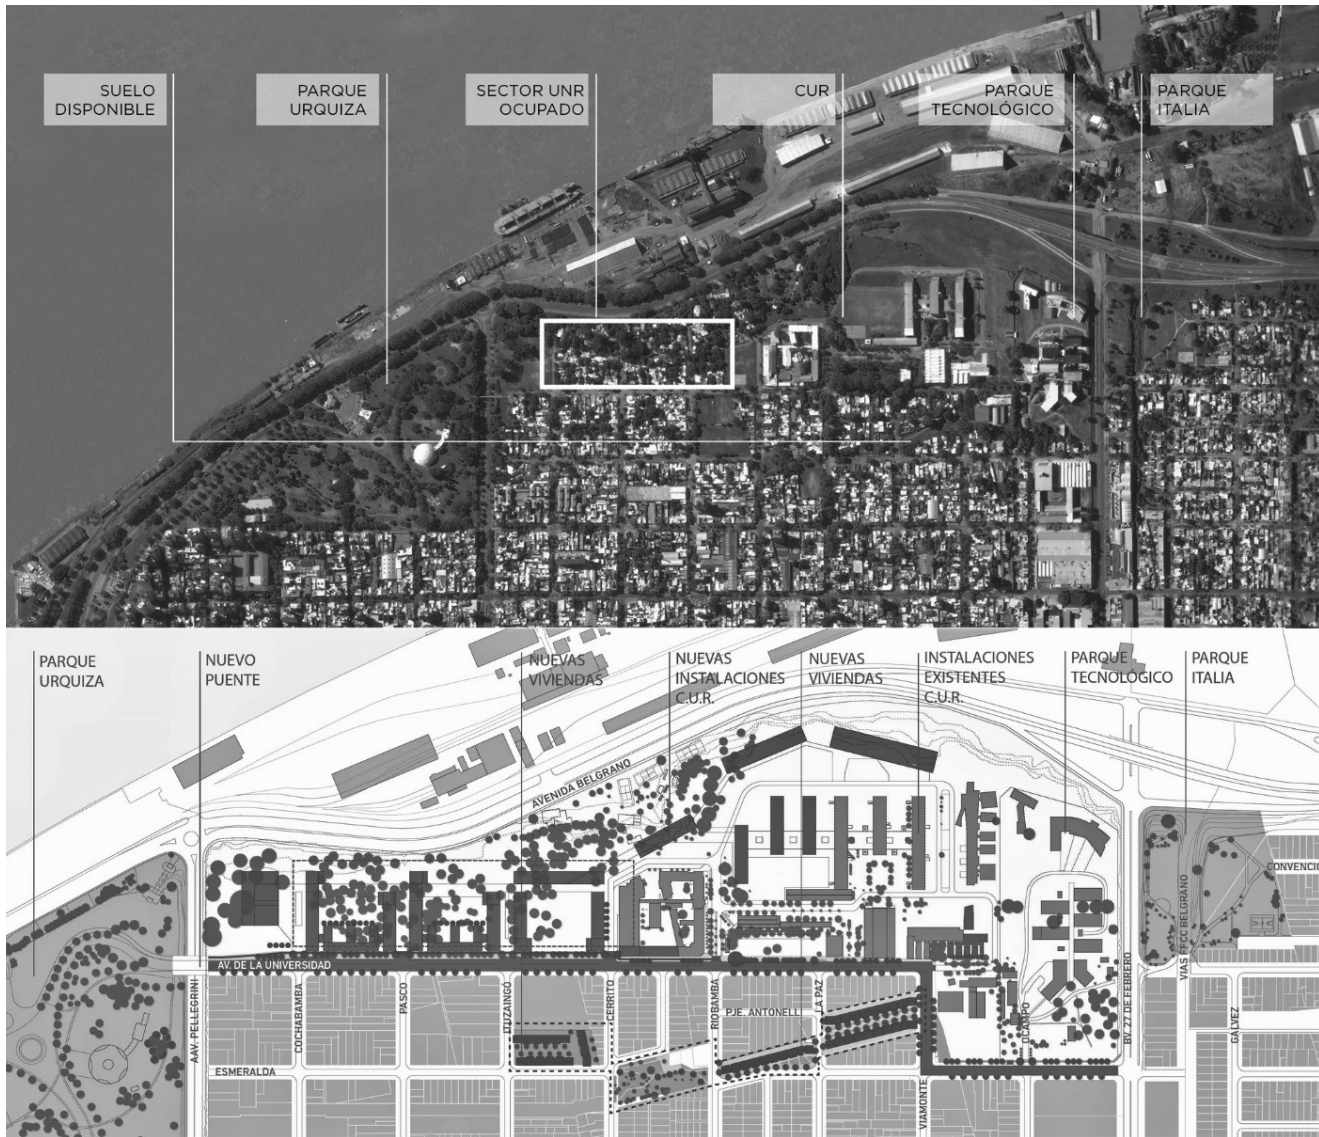 SUELO
DISPONIBLE
PARQUE
URQUIZA
SECTOR UNR
OCUPADO
CUR
PARQUE
TECNOLÓGICO
PARQUE
ITALIA
PARQUE
URQUIZA
NUEVO
PUENTE
NUEVAS
VIVIENDAS
NUEVAS
INSTALACIONES
C.U.R.
NUEVAS
VIVIENDAS
INSTALACIONES
EXISTENTES
C.U.R.
PARQUE
TECNOLÓGICO
PARQUE
ITALIA
AVENIDA BELGRANO
CONVENCIO
AV. DE LA UNIVERSIDAD
AAV. PELLEGRINI
COCHABAMBA
PASCO
ITUZAINGÓ
CERRITO
RIOBAMBA
PJE. ANTONELLI
LA PAZ
VIAMONTE
OCAMPO
BV. 27 DE FEBRERO
VIAS FFCC BELGRANO
GALVEZ
ESMERALDA